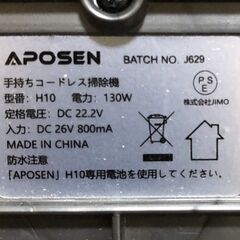 APOSEN BATCH NO. J629
手持ちコードレス掃除機
型番: H10 電力: 130W
定格電圧: DC 22.2V
入力: DC 26V 800mA
MADE IN CHINA
防水注意
「APOSEN」H10専用電池を使用してください。
PSE
株式会社JIMO